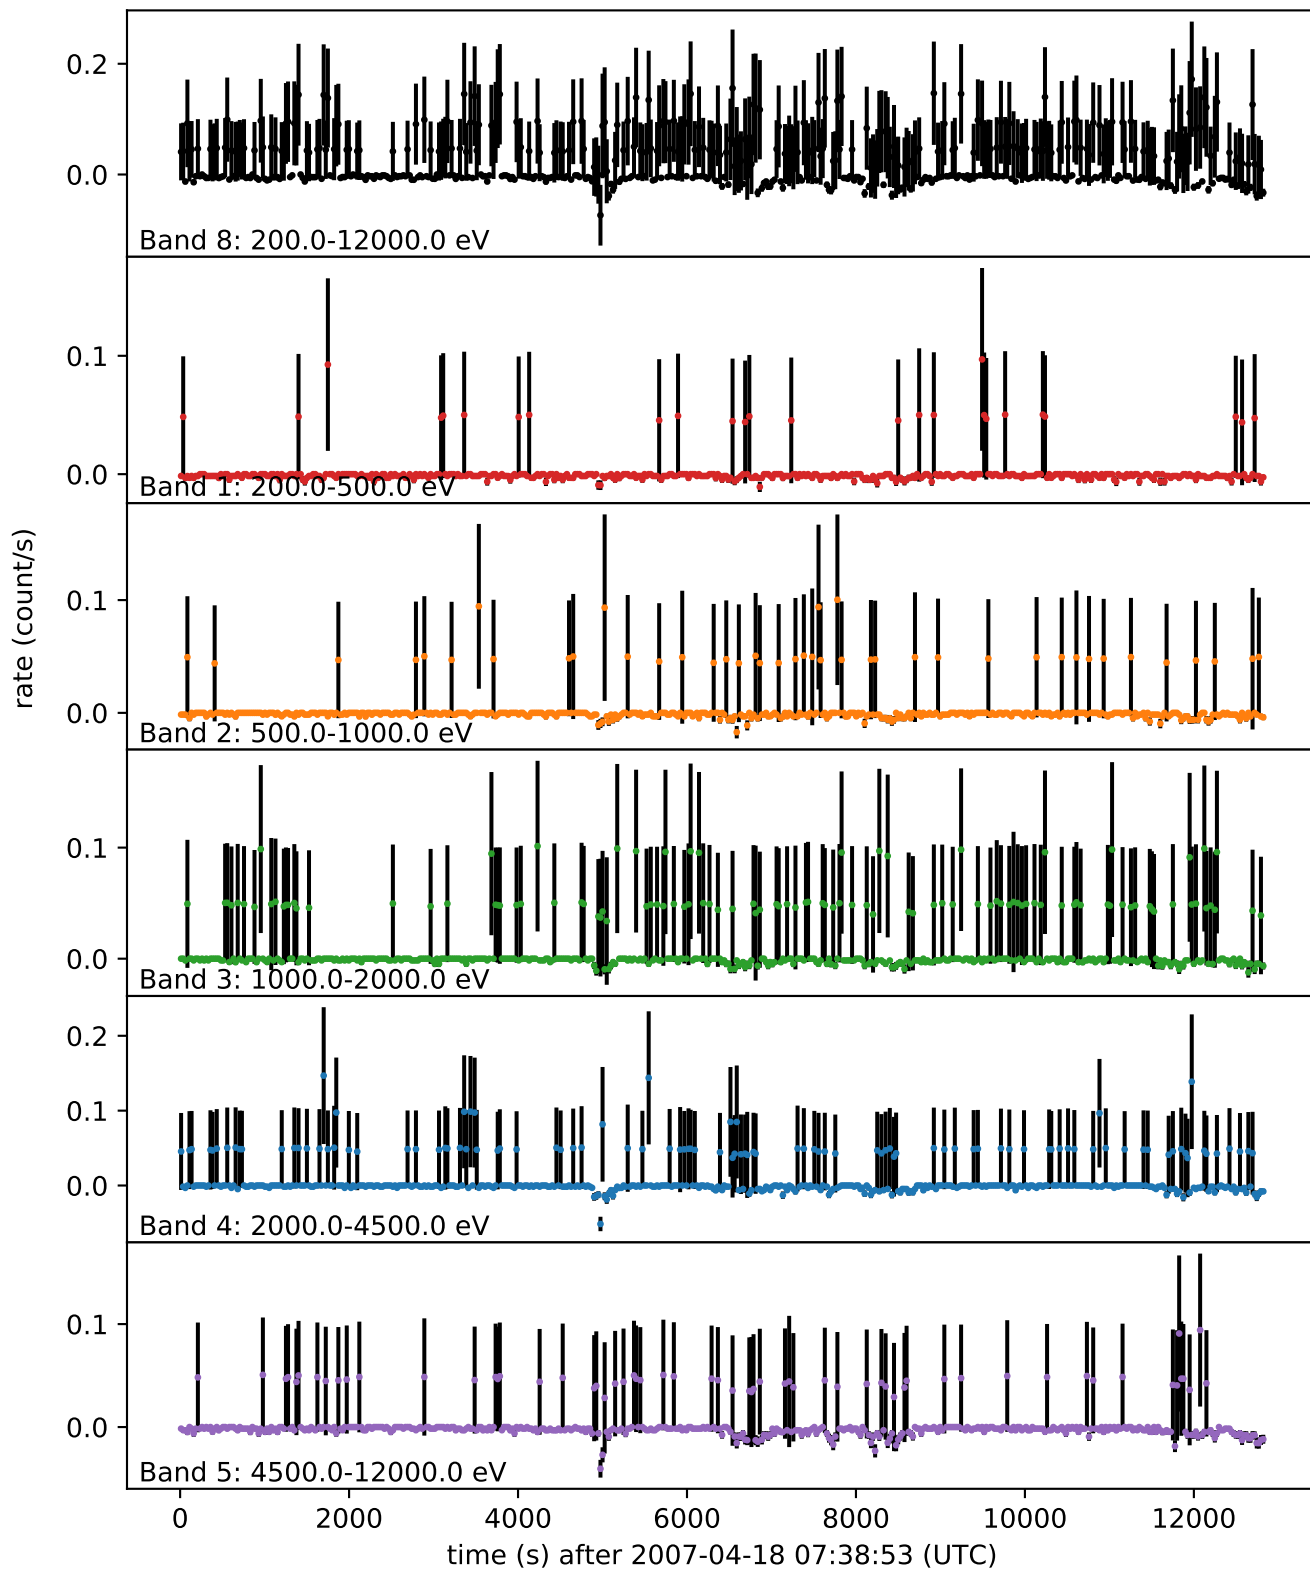 0.2
0.0
Band 8: 200.0-12000.0 eV
0.1
0.0
Band 1: 200.0-500.0 eV
rate (count/s)
0.1
0.0
Band 2: 500.0-1000.0 eV
0.1
0.0
Band 3: 1000.0-2000.0 eV
0.2
0.1
0.0
Band 4: 2000.0-4500.0 eV
0.1
0.0
Band 5: 4500.0-12000.0 eV
0 2000 4000 6000 8000 10000 12000
time (s) after 2007-04-18 07:38:53 (UTC)